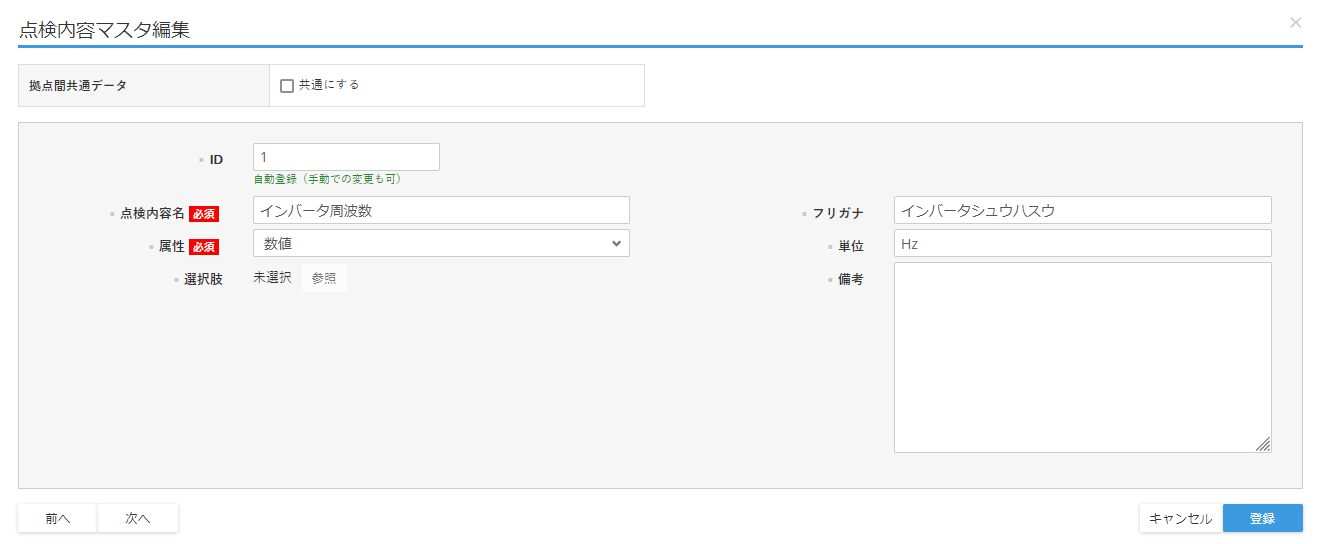 点検内容マスタ編集
×
拠点間共通データ
共通にする
ID
1
自動登録（手動での変更も可）
点検内容名 必須
インバータ周波数
フリガナ
インバータシュウハスウ
属性 必須
数値
単位
Hz
選択肢
未選択 参照
備考
前へ
次へ
キャンセル
登録